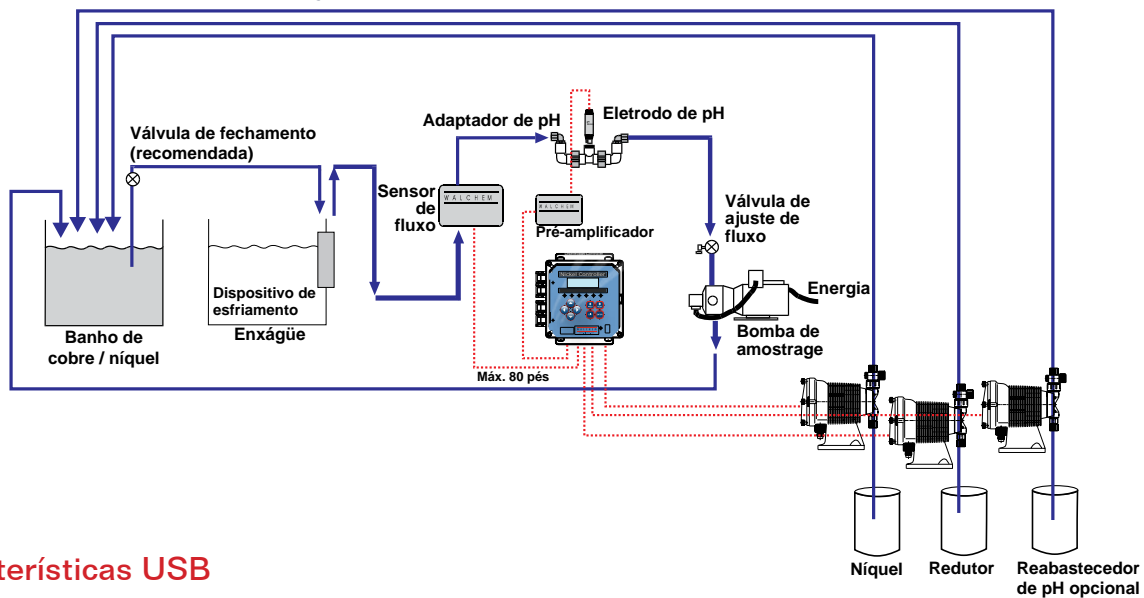 Válvula de fechamento
(recomendada)
Adaptador de pH
Eletrodo de pH
Sensor
de
fluxo
WALCHEM
WALCHEM
Pré-amplificador
Válvula de
ajuste de
fluxo
Nickel Controller
Energia
Dispositivo de
esfriamento
Enxágüe
Banho de
cobre / níquel
Bomba de
amostrage
Máx. 80 pés
Níquel
Redutor
Reabastecedor
de pH opcional
terísticas USB